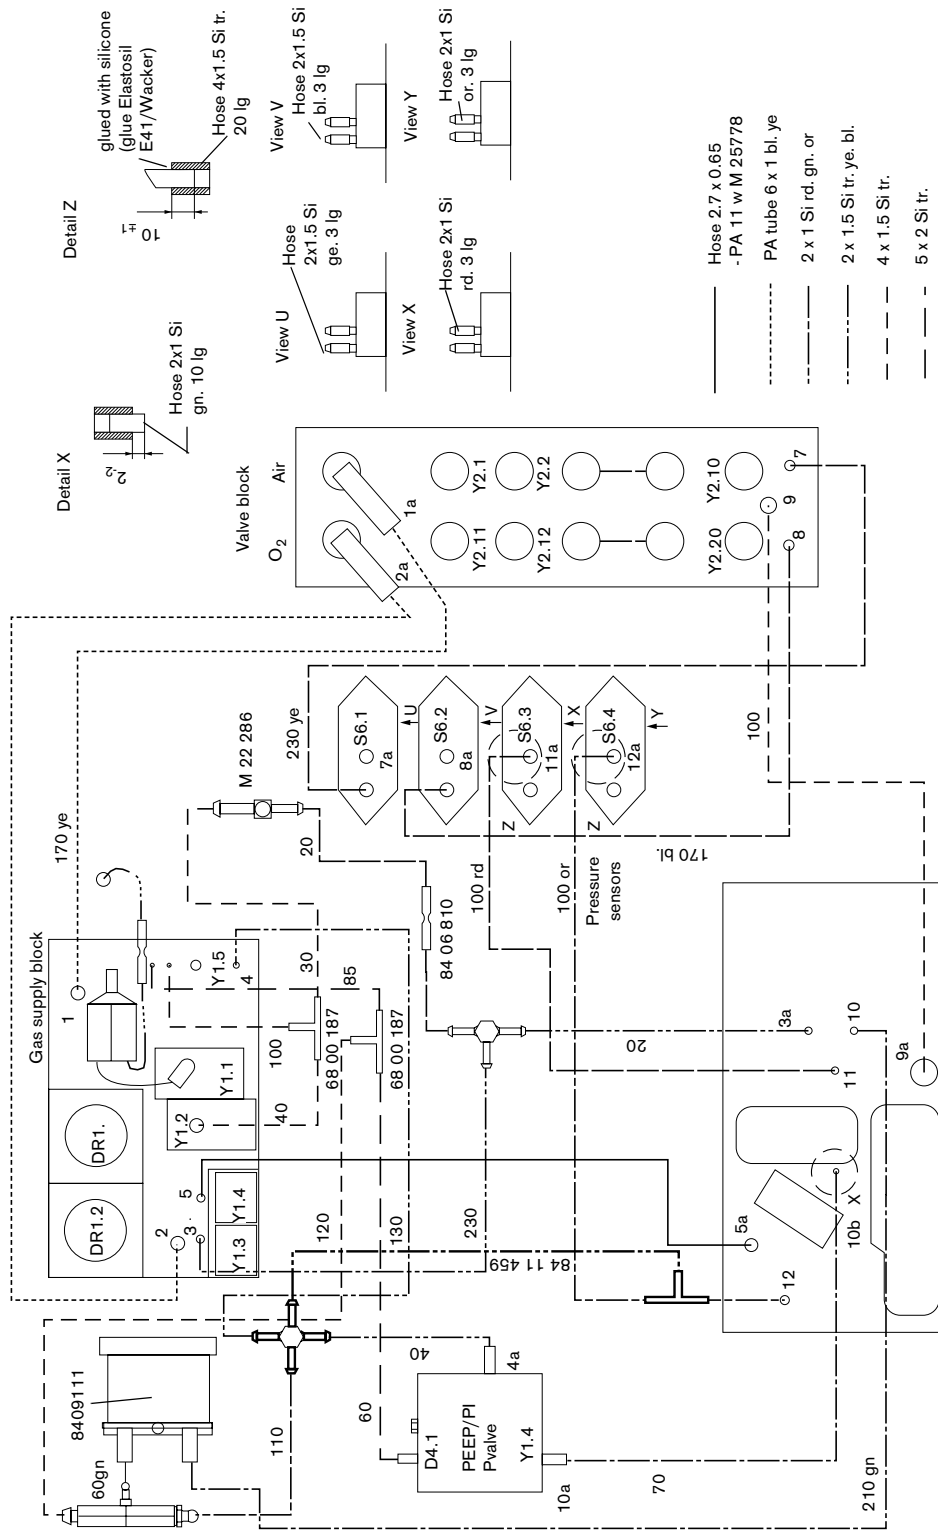 Detail X
2-2
Hose 2x1 Si
gn. 10 lg
Detail Z
10 ±1
glued with silicone
(glue Elastosil
E41/Wacker)
Hose 4x1.5 Si tr.
20 lg
View U
Hose
2x1.5 Si
ge. 3 lg
View V
Hose 2x1.5 Si
bl. 3 lg
View X
Hose 2x1 Si
rd. 3 lg
View Y
Hose 2x1 Si
or. 3 lg
Hose 2.7 x 0.65
- PA 11 w M 25778
PA tube 6 x 1 bl. ye
2 x 1 Si rd. gn. or
2 x 1.5 Si tr. ye. bl.
4 x 1.5 Si tr.
5 x 2 Si tr.
Valve block
O2
Air
2a
1a
Y2.11
Y2.1
Y2.12
Y2.2
Y2.20
Y2.10
8
9
7
Gas supply block
170 ye
M 22 286
230 ye
1
DR1.2
DR1.
2
3
5
Y1.3
Y1.4
Y1.2
Y1.1
Y1.5
4
S6.1
7a
U
S6.2
8a
V
S6.3
11a
Z
X
S6.4
12a
Z
Y
100
170 bl.
100 rd
100 or
Pressure
sensors
20
84 06 810
30
85
100
68 00 187
68 00 187
40
120
130
230
84 11 459
20
8409111
60gn
110
40
60
4a
D4.1
PEEP/PI
Pvalve
Y1.4
10a
70
210 gn
3a
10
11
9a
5a
12
10b
X